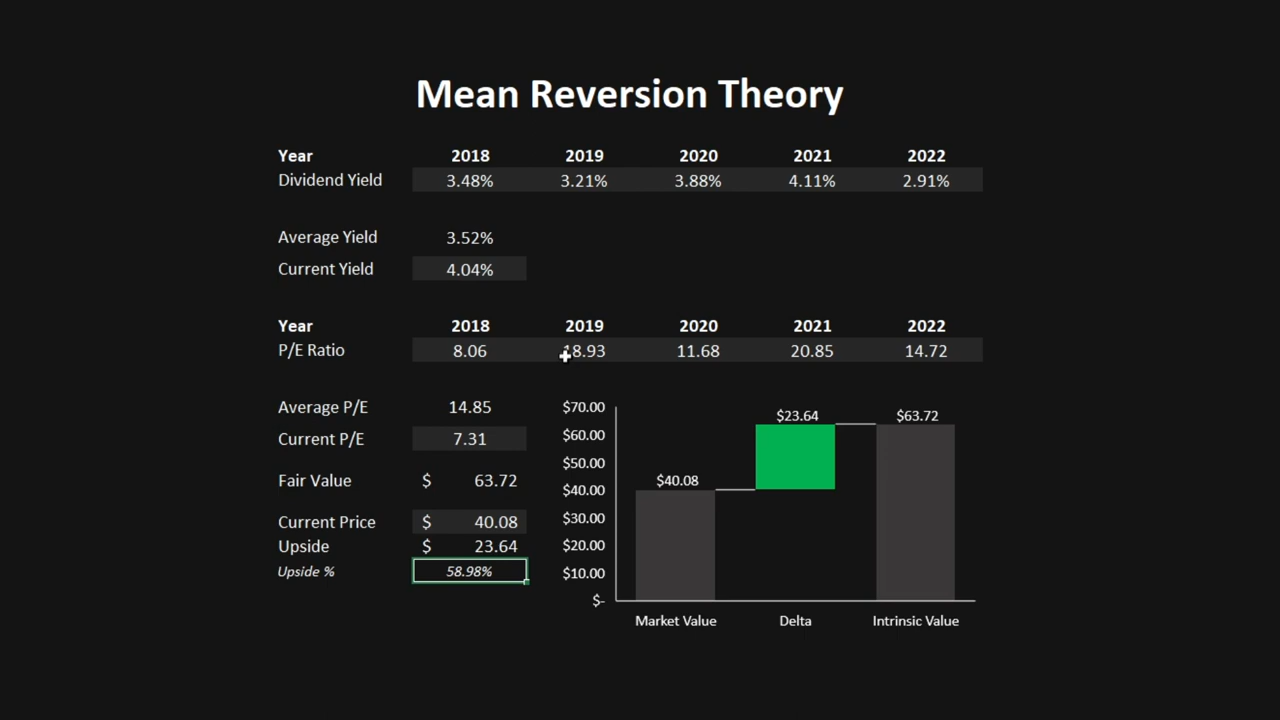 Mean Reversion Theory
Year 2018 2019 2020 2021 2022
Dividend Yield 3.48% 3.21% 3.88% 4.11% 2.91%
Average Yield 3.52%
Current Yield 4.04%
Year 2018 2019 2020 2021 2022
P/E Ratio 8.06 18.93 11.68 20.85 14.72
Average P/E 14.85
Current P/E 7.31
Fair Value $ 63.72
Current Price $ 40.08
Upside $ 23.64
Upside % 58.98%
$70.00
$60.00
$50.00
$40.00
$30.00
$20.00
$10.00
$-
$40.08
$23.64
$63.72
Market Value Delta Intrinsic Value